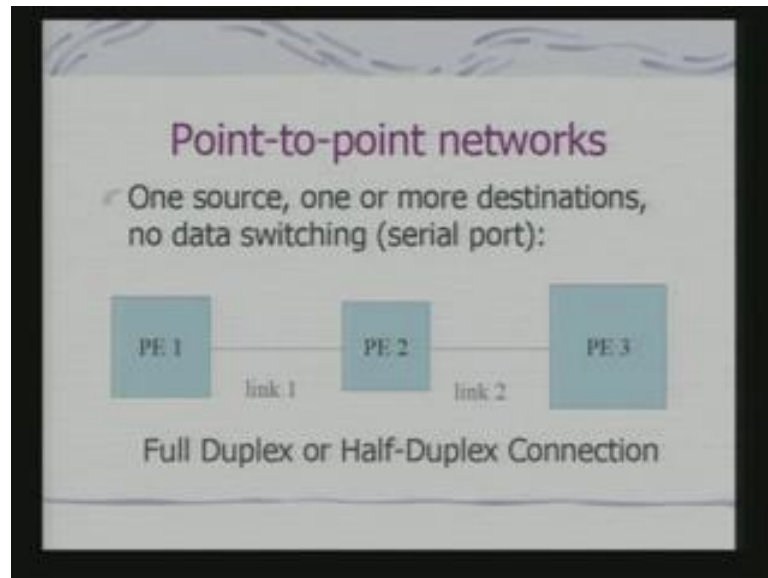 Point-to-point networks
One source, one or more destinations,
no data switching (serial port):
PE 1
PE 2
PE 3
link 1
link 2
Full Duplex or Half-Duplex Connection